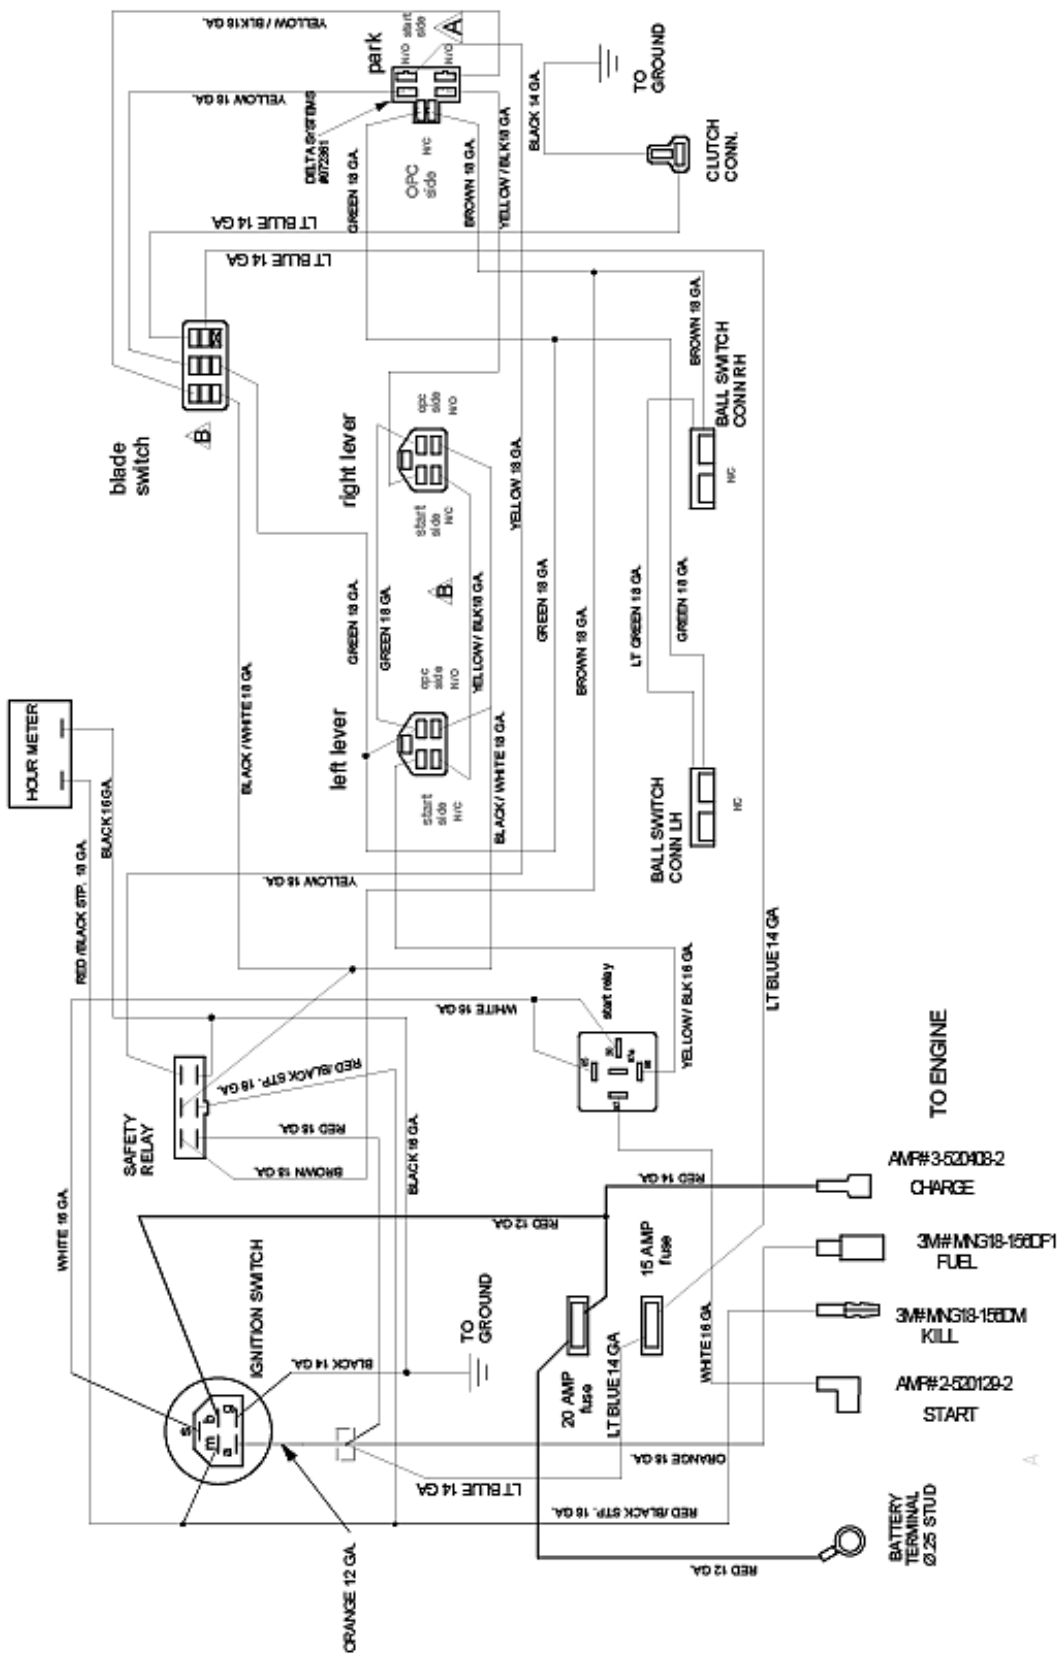 YELLOW / BLK18 GA.
YELLOW 18 GA.
park
N/O
start
side
A
N/O
DELTA SYSTEMS
GREEN 18 GA.
OPC
side
N/C
BROWN 18 GA.
YELLOW / BLK18 GA.
BLACK 14 GA.
TO
GROUND
CLUTCH
CONN.
LT BLUE 14 GA
LT BLUE 14 GA
blade
switch
B
right lever
opc
side
N/O
start
side
N/C
YELLOW 18 GA.
BROWN 18 GA.
BALL SWITCH
CONN RH
N/C
GREEN 18 GA.
GREEN 18 GA.
B
YELLOW / BLK18 GA.
GREEN 18 GA.
BROWN 18 GA.
LT GREEN 18 GA.
GREEN 18 GA.
HOUR METER
BLACK / WHITE 18 GA.
left lever
opc
side
N/O
start
side
N/C
BLACK / WHITE 18 GA.
BALL SWITCH
CONN LH
RED /BLACK STP. 18 GA.
BLACK 16 GA.
YELLOW 18 GA.
WHITE 16 GA.
start relay
YELLOW / BLK 16 GA.
LT BLUE 14 GA
SAFETY
RELAY
RED /BLACK STP. 18 GA.
RED 18 GA.
BROWN 18 GA.
BLACK 16 GA.
WHITE 16 GA.
RED 12 GA.
RED 14 GA.
TO ENGINE
AMP# 3-520408-2
CHARGE
IGNITION SWITCH
s
b
g
m
a
BLACK 14 GA.
TO
GROUND
20 AMP
fuse
15 AMP
fuse
LT BLUE 14 GA
WHITE 16 GA.
3M# MNG18-156DF1
FUEL
3M# MNG18-156DM
KILL
AMP# 2-520129-2
START
ORANGE 12 GA.
LT BLUE 14 GA
ORANGE 18 GA.
RED /BLACK STP. 18 GA.
RED 12 GA.
BATTERY
TERMINAL
Ø.25 STUD
A